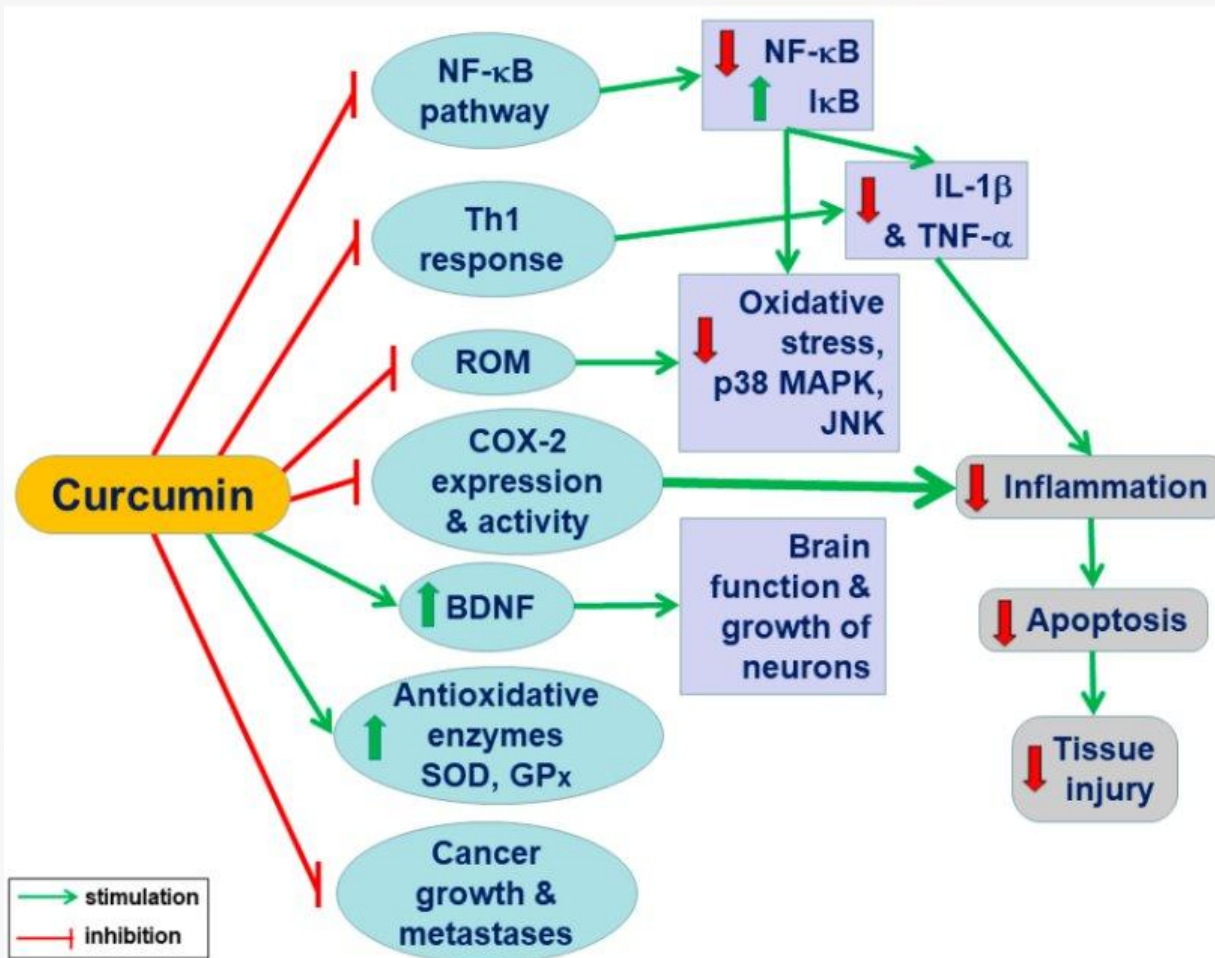 NF-κB
pathway
NF-κB
IκB
IL-1β
& TNF-α
Th1
response
Oxidative
stress,
p38 MAPK,
JNK
ROM
COX-2
expression
& activity
Curcumin
Inflammation
Brain
function &
growth of
neurons
BDNF
Apoptosis
Antioxidative
enzymes
SOD, GPx
Tissue
injury
Cancer
growth &
metastases
stimulation
inhibition